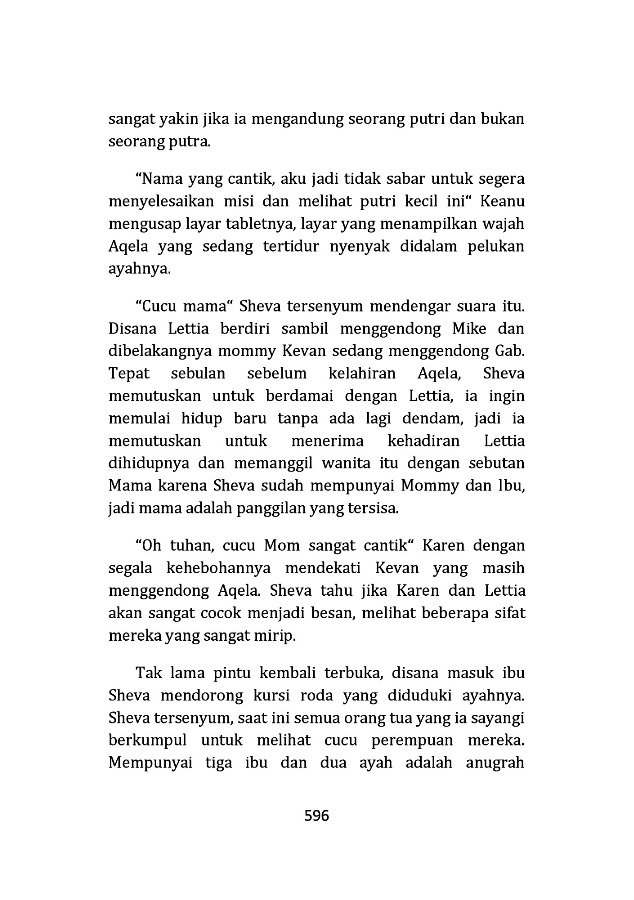 sangat yakin jika ia mengandung seorang putri dan bukan
seorang putra.
“Nama yang cantik, aku jadi tidak sabar untuk segera
menyelesaikan misi dan melihat putri kecil ini“ Keanu
mengusap layar tabletnya, layar yang menampilkan wajah
Aqela yang sedang tertidur nyenyak didalam pelukan
ayahnya.
“Cucu mama“ Sheva tersenyum mendengar suara itu.
Disana Lettia berdiri sambil menggendong Mike dan
dibelakangnya mommy Kevan sedang menggendong Gab.
Tepat sebulan sebelum kelahiran Aqela, Sheva
memutuskan untuk berdamai dengan Lettia, ia ingin
memulai hidup baru tanpa ada lagi dendam, jadi ia
memutuskan untuk menerima kehadiran Lettia
dihidupnya dan memanggil wanita itu dengan sebutan
Mama karena Sheva sudah mempunyai Mommy dan Ibu,
jadi mama adalah panggilan yang tersisa.
“Oh tuhan, cucu Mom sangat cantik“ Karen dengan
segala kehebohannya mendekati Kevan yang masih
menggendong Aqela. Sheva tahu jika Karen dan Lettia
akan sangat cocok menjadi besan, melihat beberapa sifat
mereka yang sangat mirip.
Tak lama pintu kembali terbuka, disana masuk ibu
Sheva mendorong kursi roda yang diduduki ayahnya.
Sheva tersenyum, saat ini semua orang tua yang ia sayangi
berkumpul untuk melihat cucu perempuan mereka.
Mempunyai tiga ibu dan dua ayah adalah anugrah
596